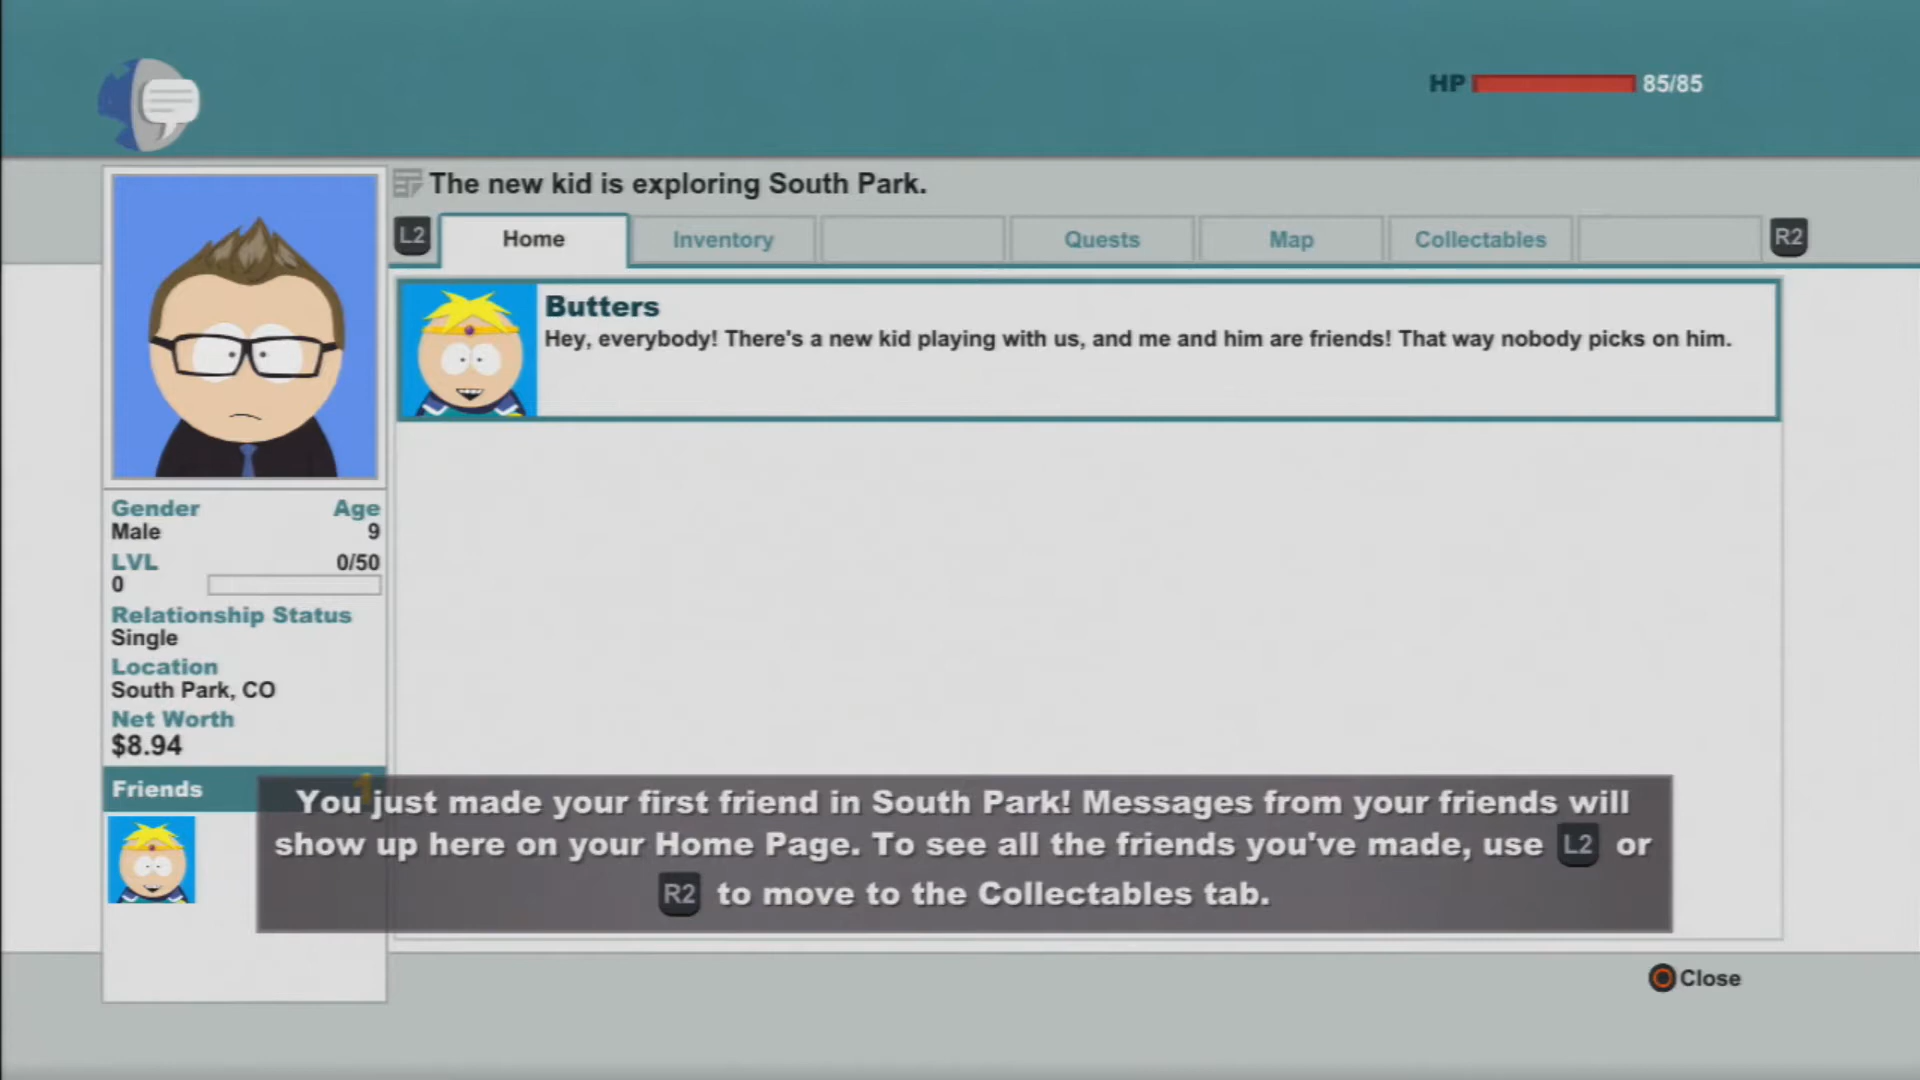 HP 85/85
The new kid is exploring South Park.
L2 Home Inventory Quests Map Collectables R2
Butters
Hey, everybody! There's a new kid playing with us, and me and him are friends! That way nobody picks on him.
Gender Age
Male 9
LVL 0/50
0
Relationship Status
Single
Location
South Park, CO
Net Worth
$8.94
Friends 1
You just made your first friend in South Park! Messages from your friends will
show up here on your Home Page. To see all the friends you've made, use L2 or
R2 to move to the Collectables tab.
Close